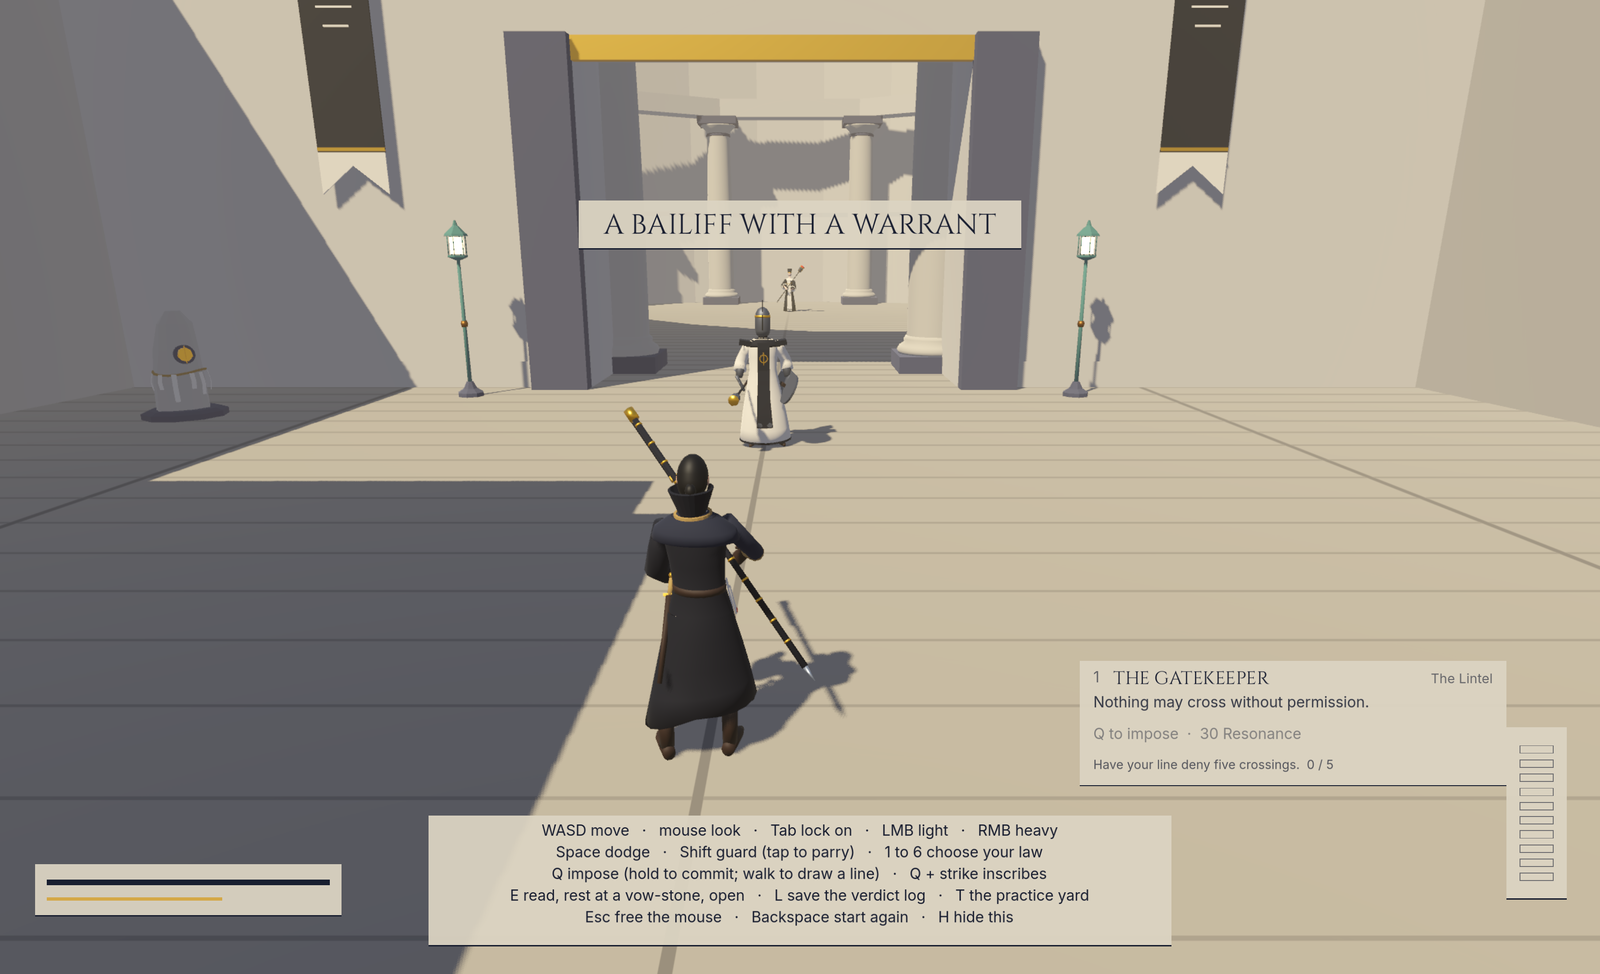 A BAILIFF WITH A WARRANT
1 THE GATEKEEPER The Lintel
Nothing may cross without permission.
Q to impose · 30 Resonance
Have your line deny five crossings. 0 / 5
WASD move · mouse look · Tab lock on · LMB light · RMB heavy
Space dodge · Shift guard (tap to parry) · 1 to 6 choose your law
Q impose (hold to commit; walk to draw a line) · Q + strike inscribes
E read, rest at a vow-stone, open · L save the verdict log · T the practice yard
Esc free the mouse · Backspace start again · H hide this